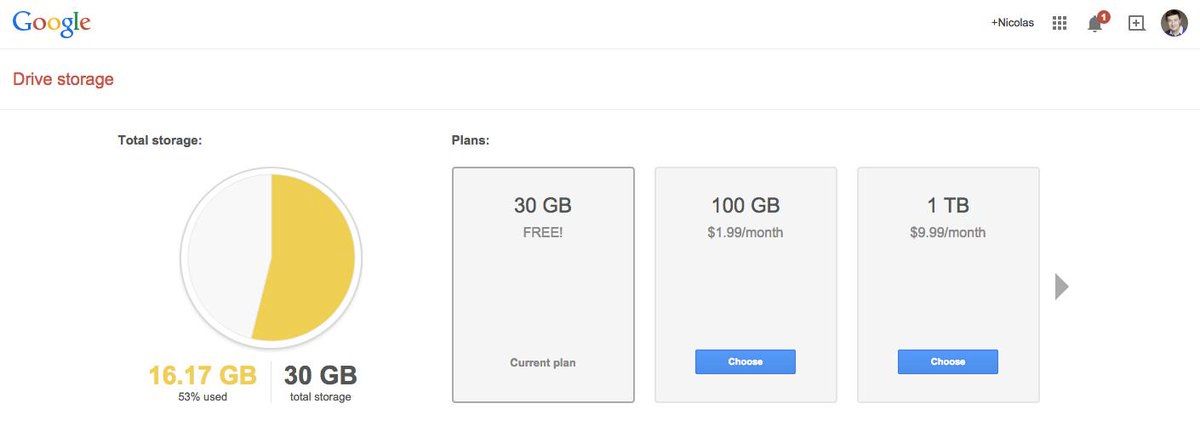 Google
+Nicolas
1
Drive storage
Total storage:
16.17 GB
53% used
30 GB
total storage
Plans:
30 GB
FREE!
Current plan
100 GB
$1.99/month
Choose
1 TB
$9.99/month
Choose